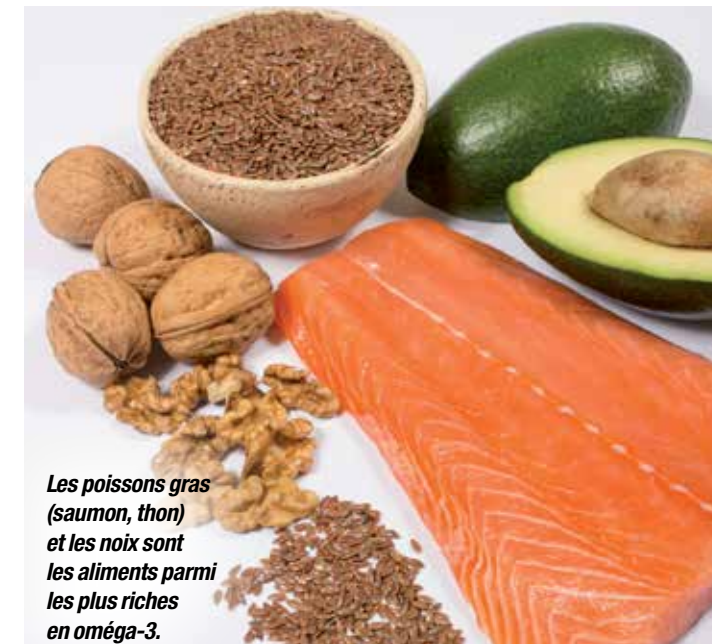 Les poissons gras
(saumon, thon)
et les noix sont
les aliments parmi
les plus riches
en oméga-3.